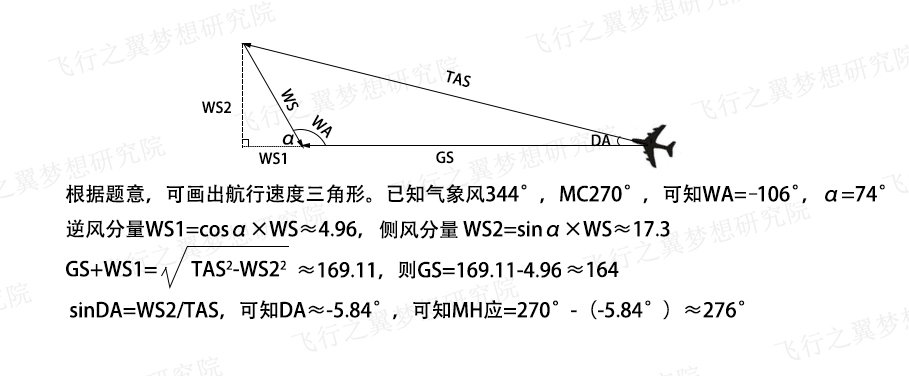 飞行之翼梦想研究院
飞行之翼梦想研究院
飞行之翼梦想研究院
飞行之翼梦想研究院
TAS
WS
WS2
WA
α
DA
WS1
GS
根据题意，可画出航行速度三角形。已知气象风344°，MC270°，可知WA=-106°，α=74°
逆风分量WS1=cosα×WS≈4.96，侧风分量 WS2=sinα×WS≈17.3
GS+WS1=√TAS²-WS2² ≈169.11，则GS=169.11-4.96≈164
sinDA=WS2/TAS，可知DA≈-5.84°，可知MH应=270°-（-5.84°）≈276°
飞行之翼梦想研究院
飞行之翼梦想研究院